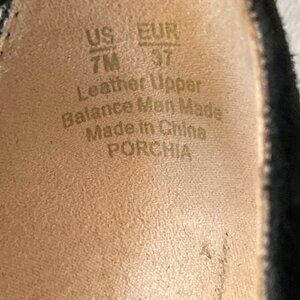 US EUR
7M 37
Leather Upper
Balance Man Made
Made in China
PORCHIA